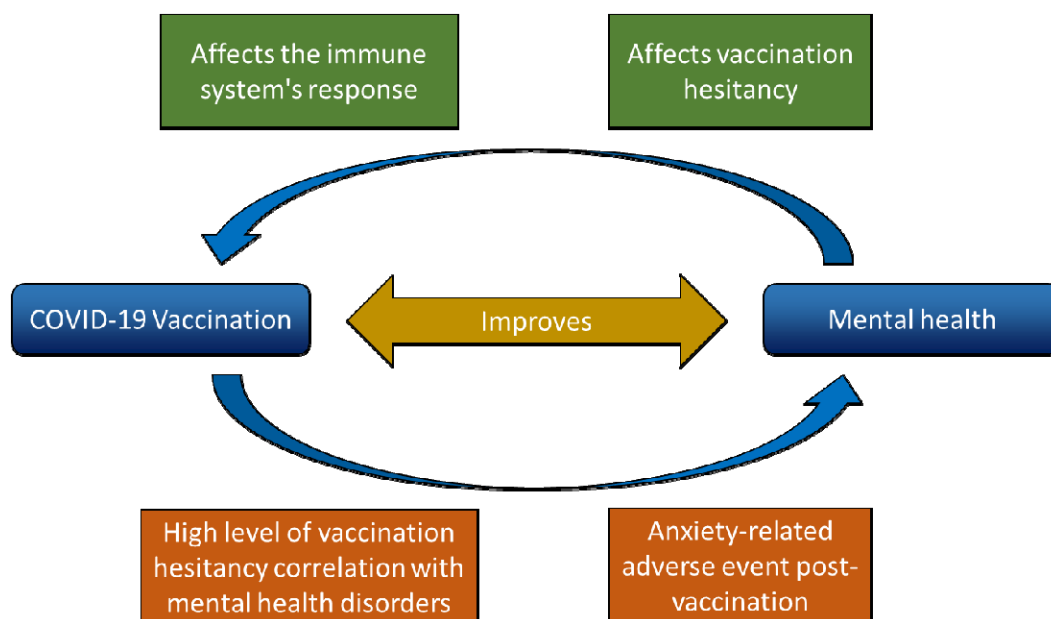 Affects the immune
system's response
Affects vaccination
hesitancy
COVID-19 Vaccination
Improves
Mental health
High level of vaccination
hesitancy correlation with
mental health disorders
Anxiety-related
adverse event post-
vaccination